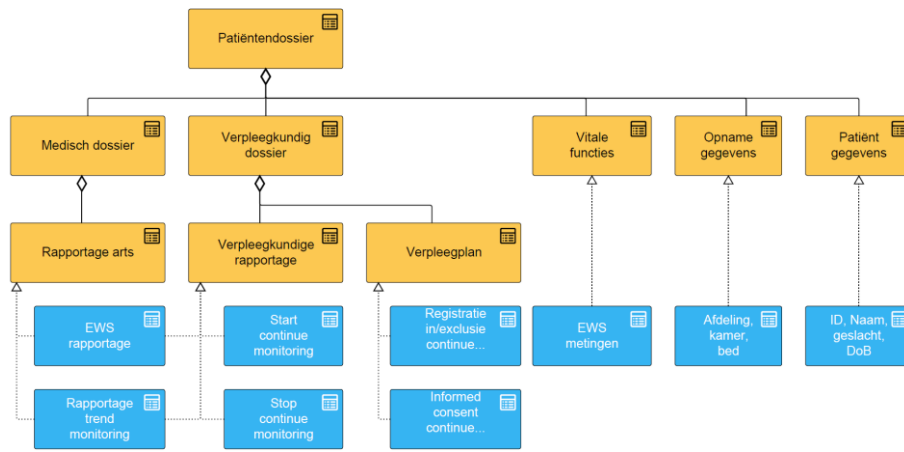 Patiëntendossier
Medisch dossier
Verpleegkundig
dossier
Vitale
functies
Opname
gegevens
Patiënt
gegevens
Rapportage arts
Verpleegkundige
rapportage
Verpleegplan
EWS
rapportage
Start
continue
monitoring
Registratie
in/exclusie
continue...
EWS
metingen
Afdeling,
kamer,
bed
ID, Naam,
geslacht,
DoB
Rapportage
trend
monitoring
Stop
continue
monitoring
Informed
consent
continue...